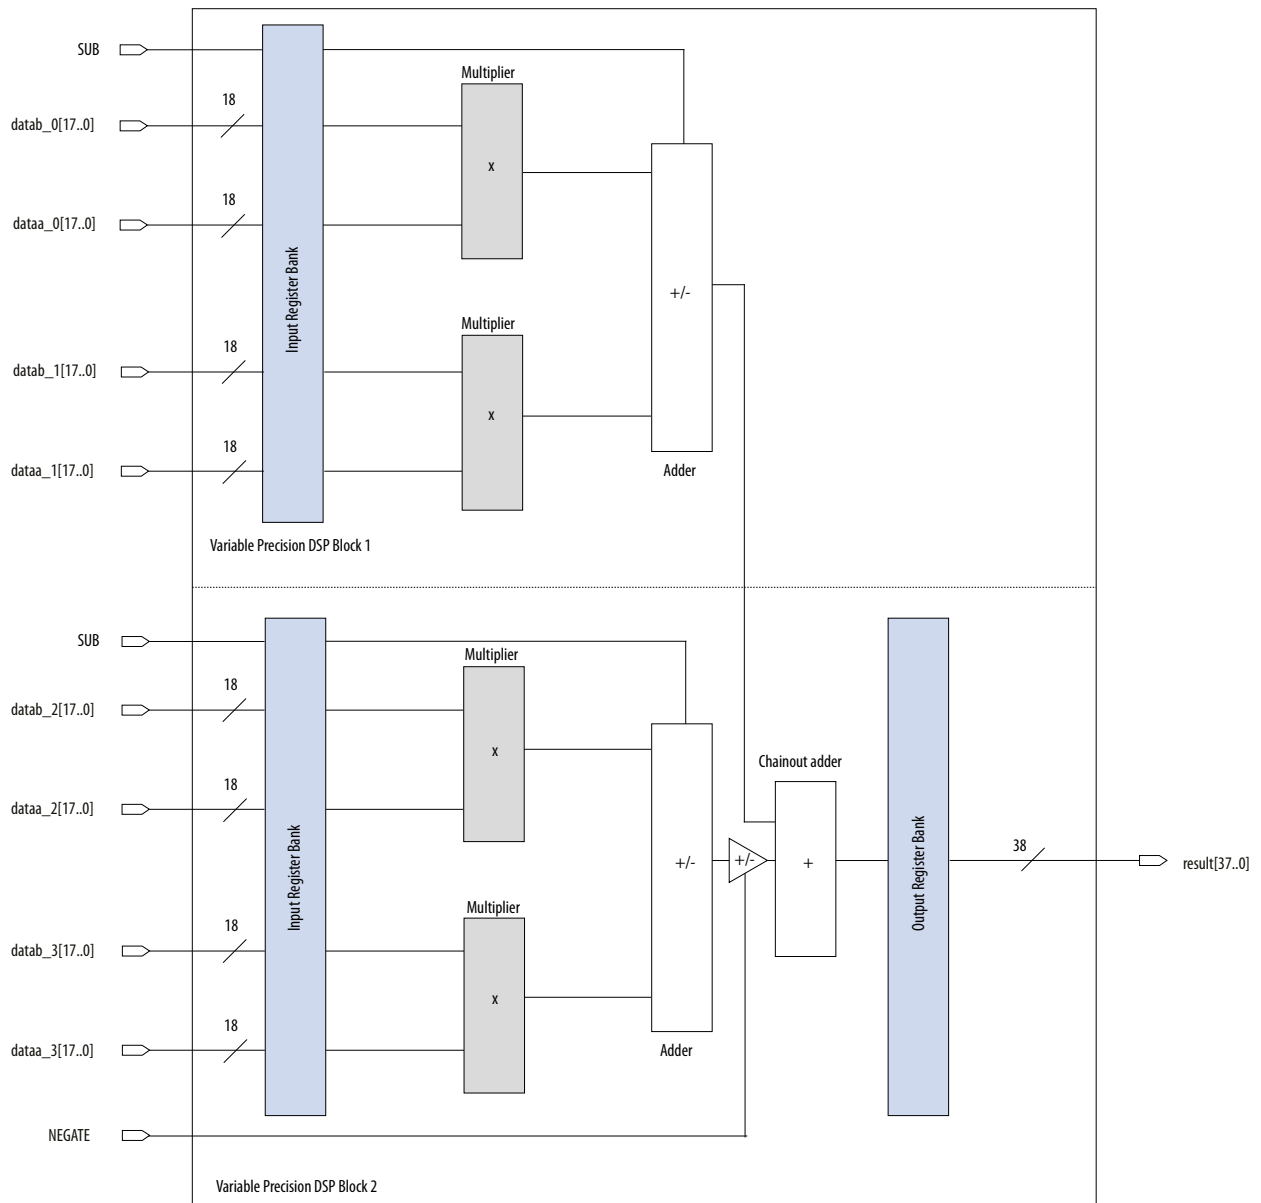 SUB
Multiplier
18
datab_0[17..0]
x
18
dataa_0[17..0]
Input Register Bank
+/-
Multiplier
18
datab_1[17..0]
x
18
dataa_1[17..0]
Adder
Variable Precision DSP Block 1
SUB
Multiplier
18
datab_2[17..0]
x
Chainout adder
18
dataa_2[17..0]
Input Register Bank
+/-
+/-
+
Output Register Bank
38
result[37..0]
Multiplier
18
datab_3[17..0]
x
18
dataa_3[17..0]
Adder
NEGATE
Variable Precision DSP Block 2